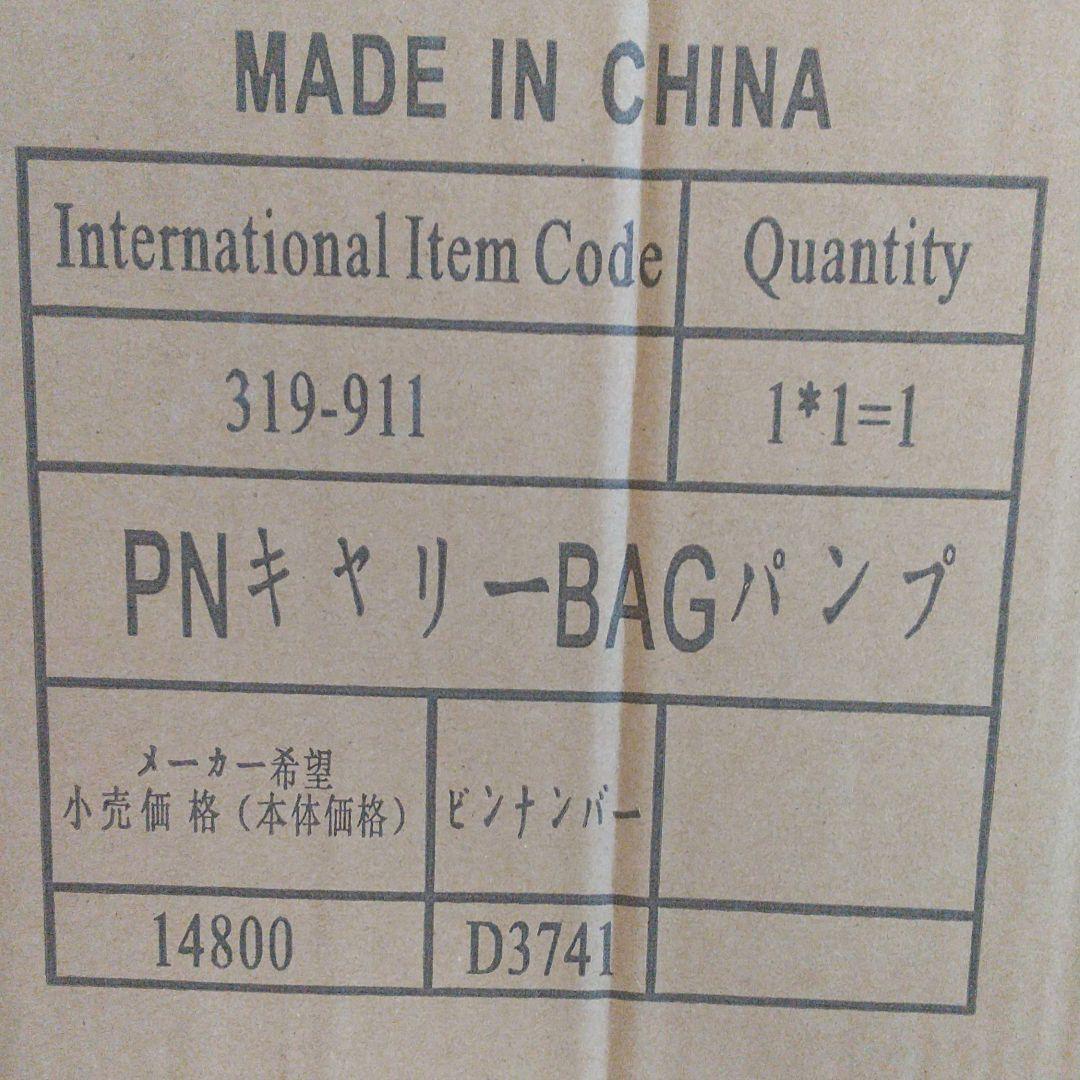 MADE IN CHINA
International Item Code Quantity
319-911 1*1=1
PNキャリーBAGパンプ
メーカー希望
小売価格(本体価格) ビンナンバー
14800 D3741